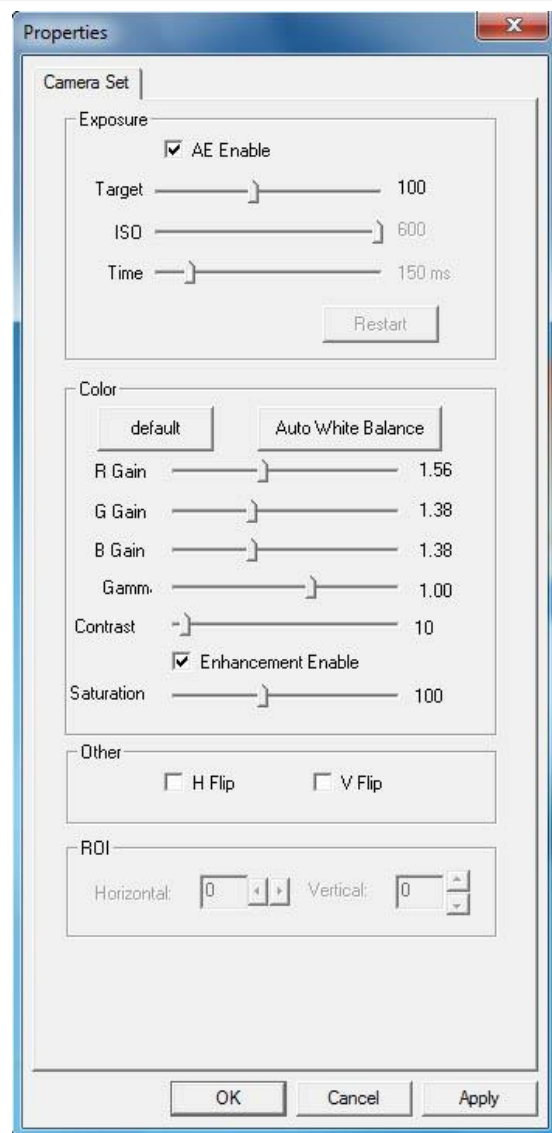 Properties
Camera Set
Exposure
AE Enable
Target 100
ISO 600
Time 150 ms
Restart
Color
default Auto White Balance
R Gain 1.56
G Gain 1.38
B Gain 1.38
Gamm. 1.00
Contrast 10
Enhancement Enable
Saturation 100
Other
H Flip V Flip
ROI
Horizontal: 0 Vertical: 0
OK Cancel Apply